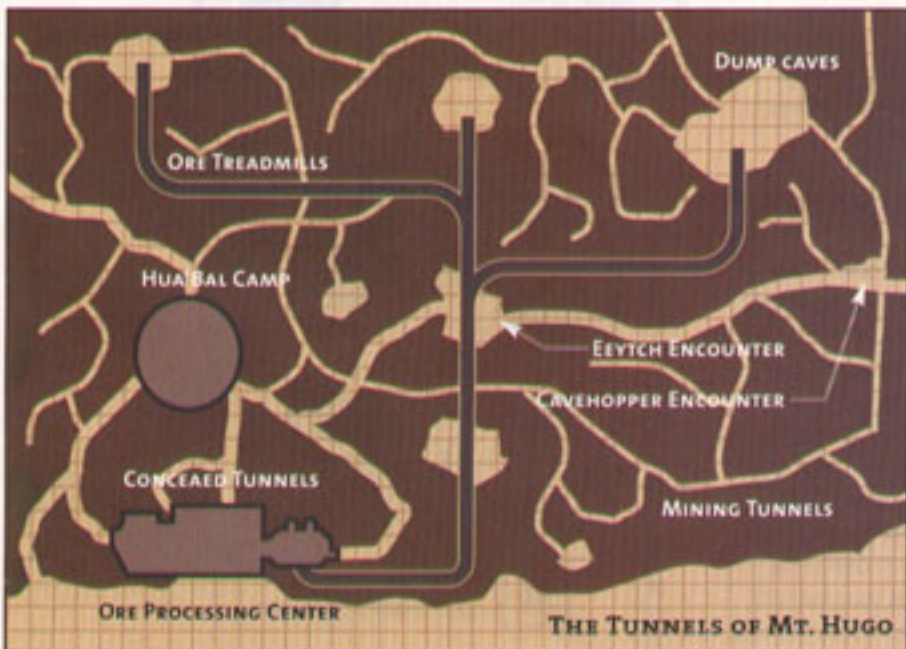 Dump caves
Ore Treadmills
Hua'Bal Camp
Eeytch Encounter
Cavehopper Encounter
Conceaed Tunnels
Mining Tunnels
Ore Processing Center
The Tunnels of Mt. Hugo